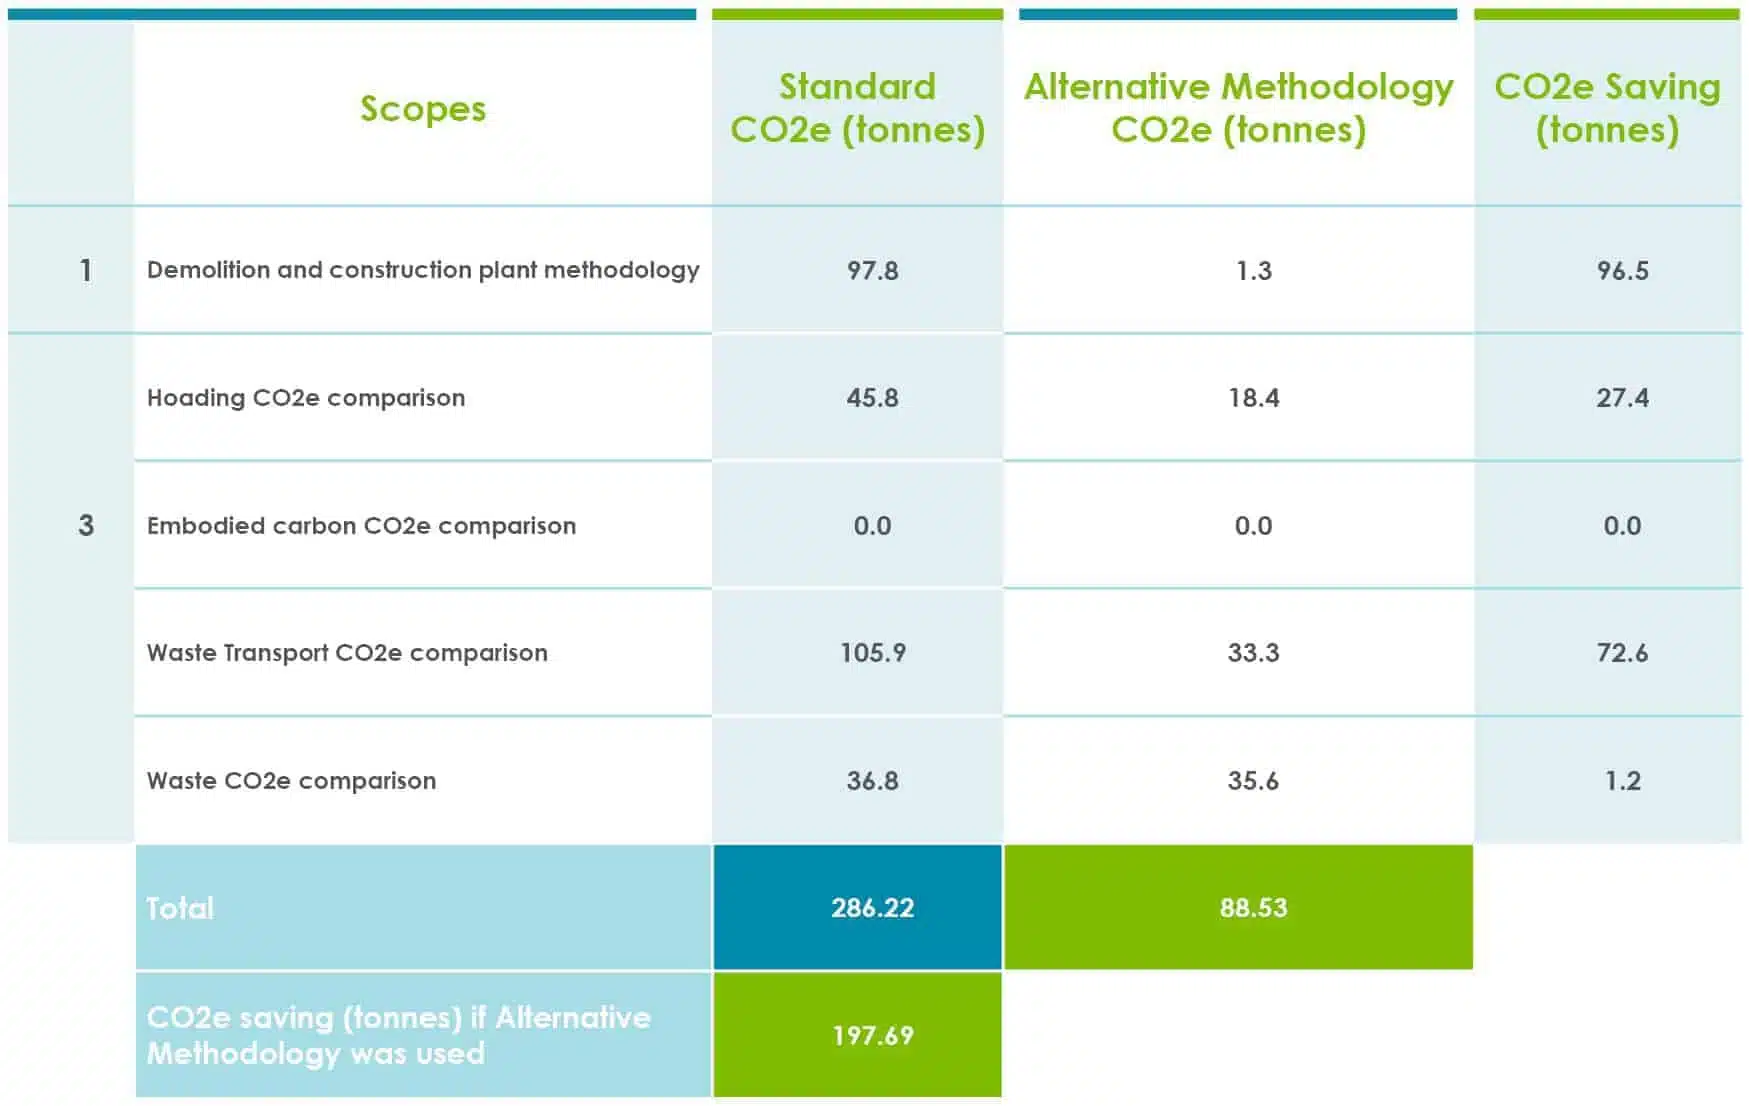 Scopes
Standard
CO2e (tonnes)
Alternative Methodology
CO2e (tonnes)
CO2e Saving
(tonnes)
1 Demolition and construction plant methodology 97.8 1.3 96.5
Hoading CO2e comparison 45.8 18.4 27.4
3 Embodied carbon CO2e comparison 0.0 0.0 0.0
Waste Transport CO2e comparison 105.9 33.3 72.6
Waste CO2e comparison 36.8 35.6 1.2
Total 286.22 88.53
CO2e saving (tonnes) if Alternative
Methodology was used
197.69